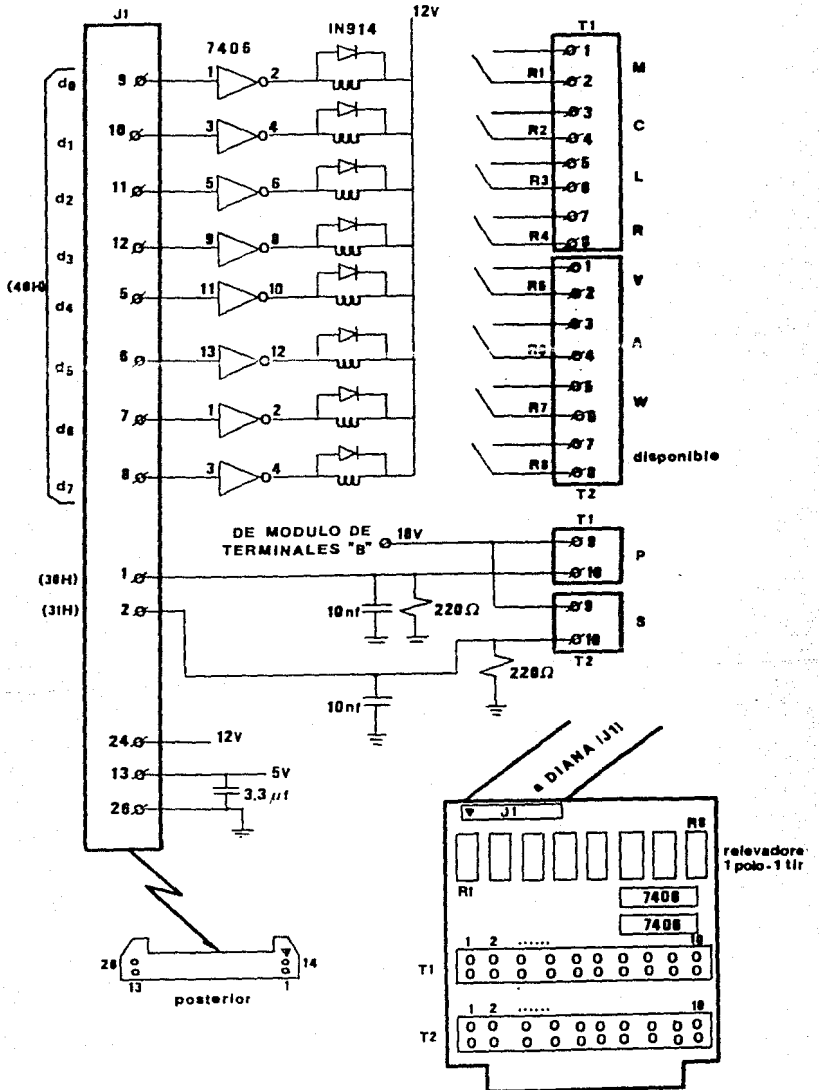 J1
7406
IN914
12V
T1
d0
9
1
2
R1
1
2
M
d1
10
3
4
R2
3
4
C
d2
11
5
6
R3
5
6
L
d3
12
9
8
R4
7
8
R
(40H)
d4
5
11
10
R5
1
2
V
d5
6
13
12
3
4
A
d6
7
1
2
R7
5
6
W
d7
8
3
4
R8
7
8
disponible
T2
DE MODULO DE
TERMINALES "B"
18V
T1
9
10
P
(30H)
1
(31H)
2
10nf
220Ω
9
10
S
T2
220Ω
10nf
24
12V
13
5V
3.3 µf
26
a DIANA (J1)
J1
R8
relevadore
1 polo - 1 tir
R1
7406
7406
1 2 ...... 10
T1
1 2 ...... 10
T2
26
14
13
1
posterior